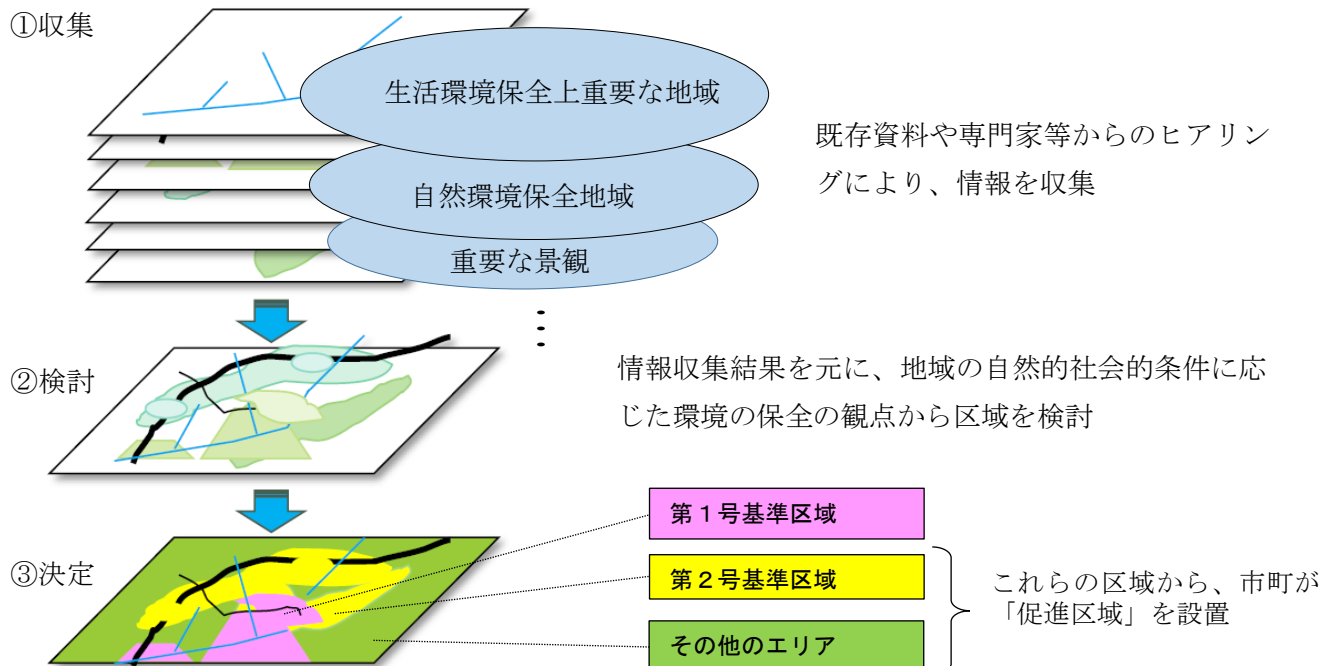 ①収集
生活環境保全上重要な地域
自然環境保全地域
重要な景観
既存資料や専門家等からのヒアリン
グにより、情報を収集
②検討
情報収集結果を元に、地域の自然的社会的条件に応
じた環境の保全の観点から区域を検討
③決定
第１号基準区域
第２号基準区域
その他のエリア
これらの区域から、市町が
「促進区域」を設置